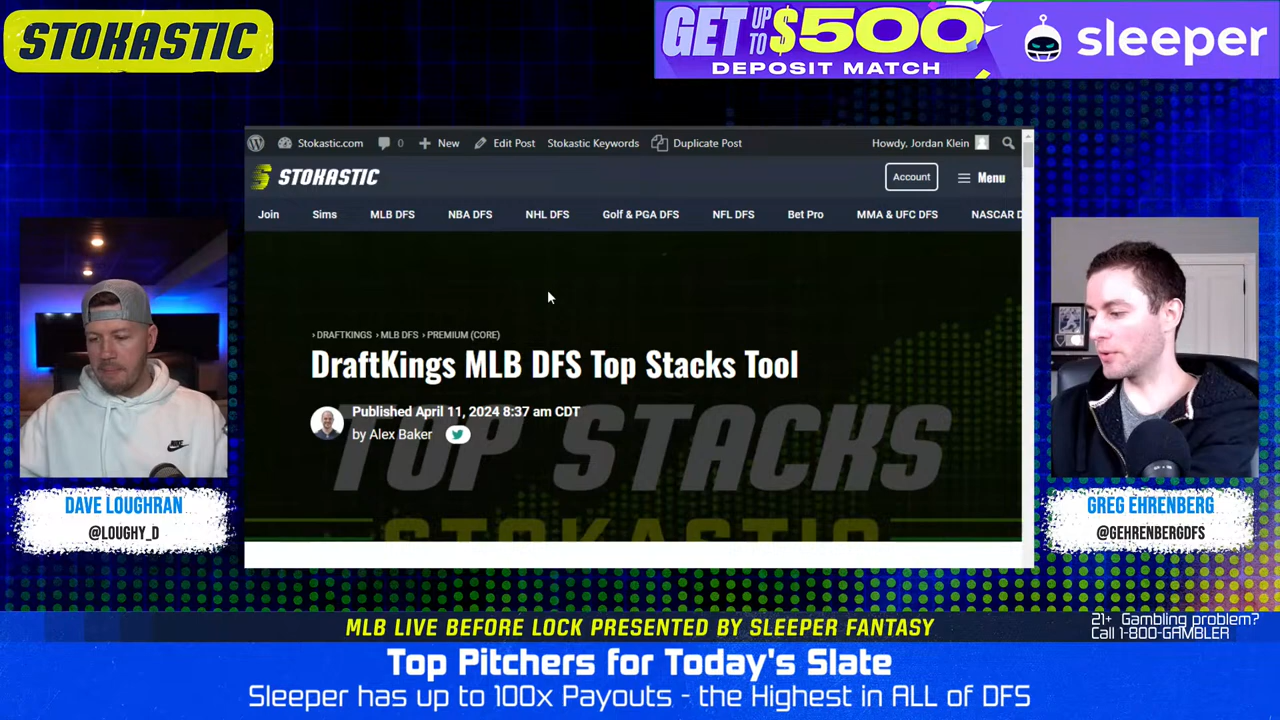 STOKASTIC
GET UP TO $500
DEPOSIT MATCH
sleeper
Stokastic.com 0 New Edit Post Stokastic Keywords Duplicate Post Howdy, Jordan Klein
STOKASTIC
Account
Menu
Join Sims MLB DFS NBA DFS NHL DFS Golf & PGA DFS NFL DFS Bet Pro MMA & UFC DFS NASCAR D
› DRAFTKINGS › MLB DFS › PREMIUM (CORE)
DraftKings MLB DFS Top Stacks Tool
Published April 11, 2024 8:37 am CDT
by Alex Baker
TOP STACKS
STOKASTIC
DAVE LOUGHRAN
@LOUGHY_D
GREG EHRENBERG
@GEHRENBERGDFS
MLB LIVE BEFORE LOCK PRESENTED BY SLEEPER FANTASY
21+ Gambling problem?
Call 1-800-GAMBLER
Top Pitchers for Today's Slate
Sleeper has up to 100x Payouts - the Highest in ALL of DFS